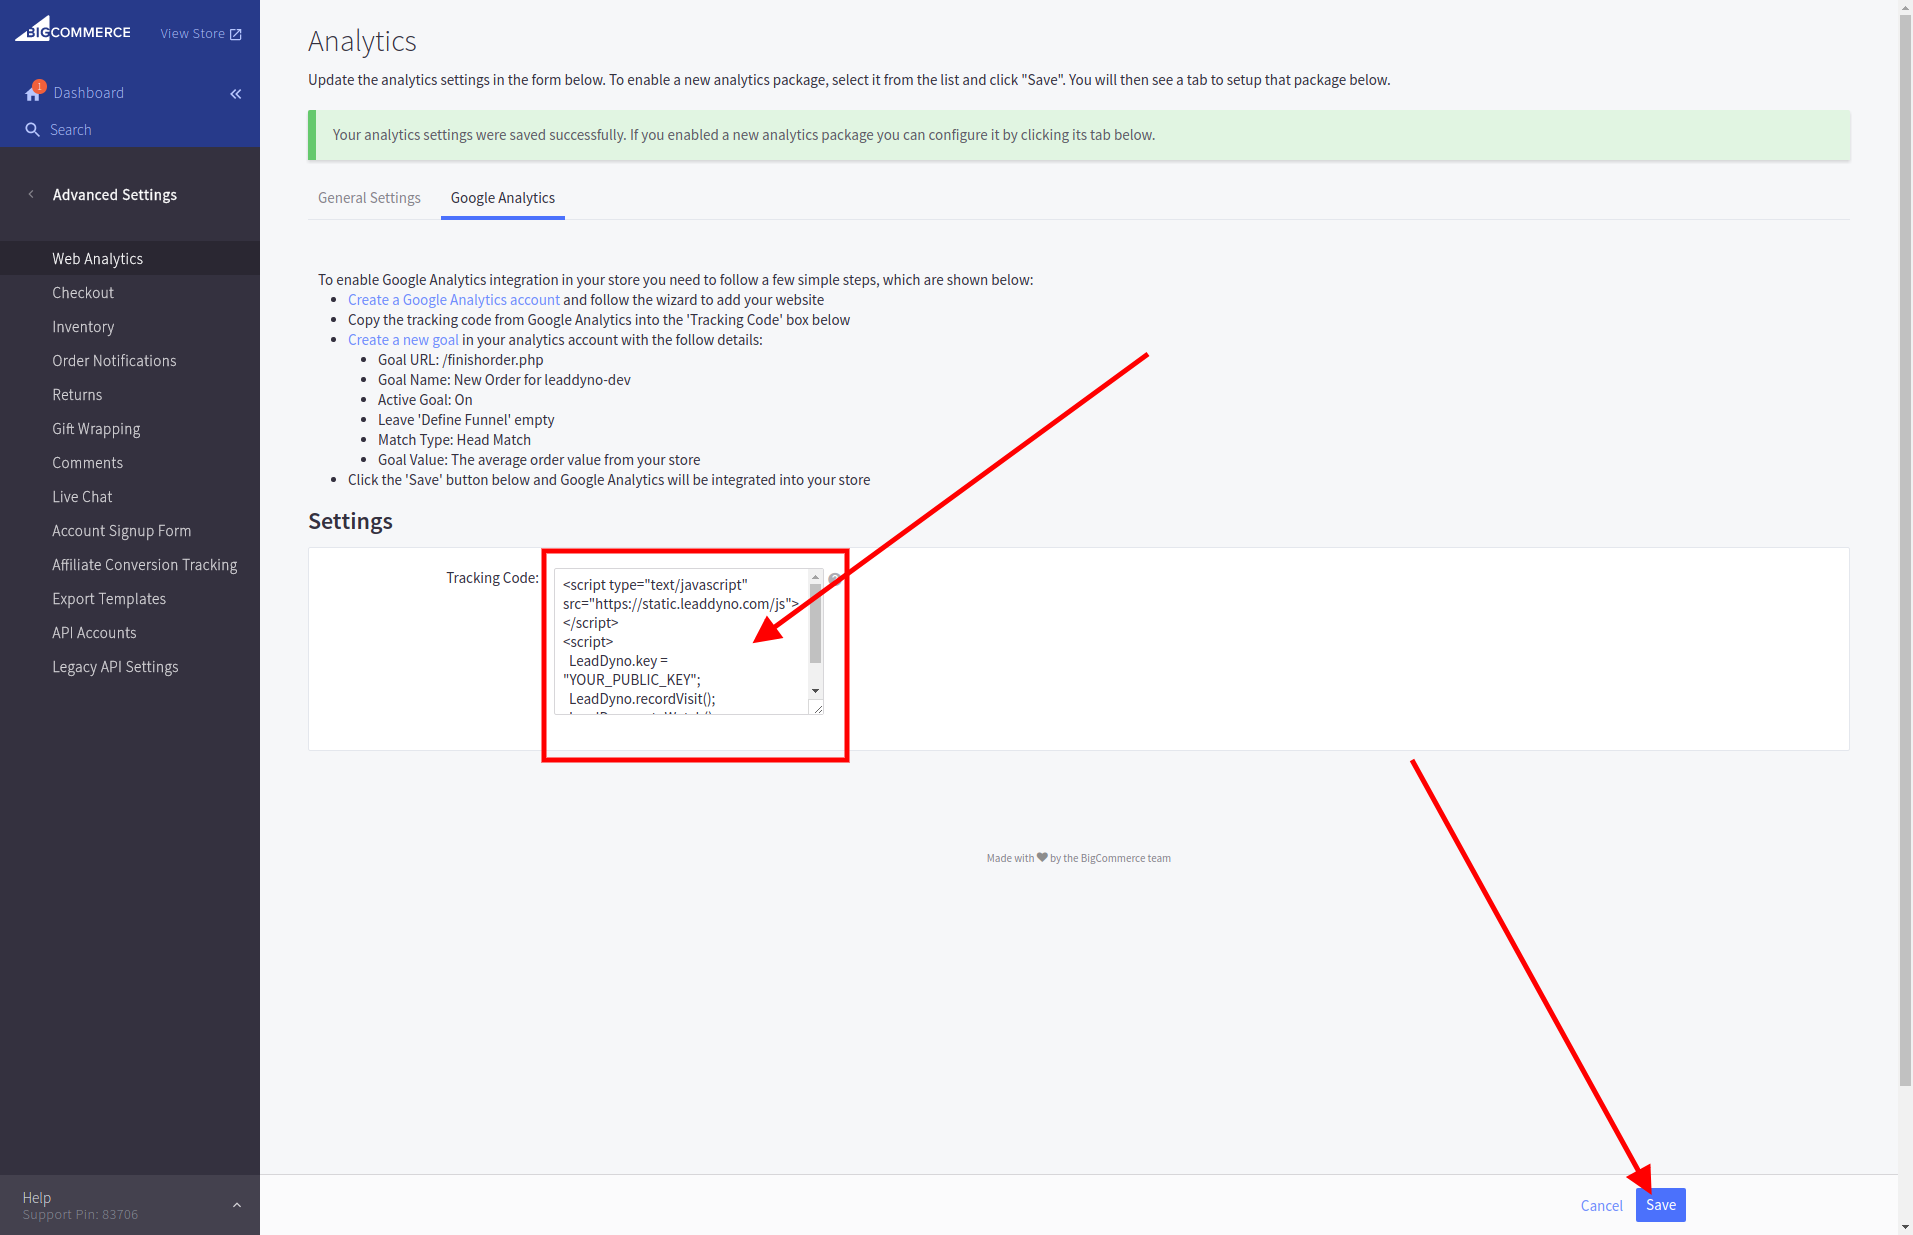 BIGCOMMERCE
View Store
1
Dashboard
Search
Advanced Settings
Web Analytics
Checkout
Inventory
Order Notifications
Returns
Gift Wrapping
Comments
Live Chat
Account Signup Form
Affiliate Conversion Tracking
Export Templates
API Accounts
Legacy API Settings
Help
Support Pin: 83706
Analytics
Update the analytics settings in the form below. To enable a new analytics package, select it from the list and click "Save". You will then see a tab to setup that package below.
Your analytics settings were saved successfully. If you enabled a new analytics package you can configure it by clicking its tab below.
General Settings
Google Analytics
To enable Google Analytics integration in your store you need to follow a few simple steps, which are shown below:
Create a Google Analytics account and follow the wizard to add your website
Copy the tracking code from Google Analytics into the 'Tracking Code' box below
Create a new goal in your analytics account with the follow details:
Goal URL: /finishorder.php
Goal Name: New Order for leaddyno-dev
Active Goal: On
Leave 'Define Funnel' empty
Match Type: Head Match
Goal Value: The average order value from your store
Click the 'Save' button below and Google Analytics will be integrated into your store
Settings
Tracking Code:
<script type="text/javascript"
src="https://static.leaddyno.com/js">
</script>
<script>
LeadDyno.key =
"YOUR_PUBLIC_KEY";
LeadDyno.recordVisit();
Made with ♥ by the BigCommerce team
Cancel
Save